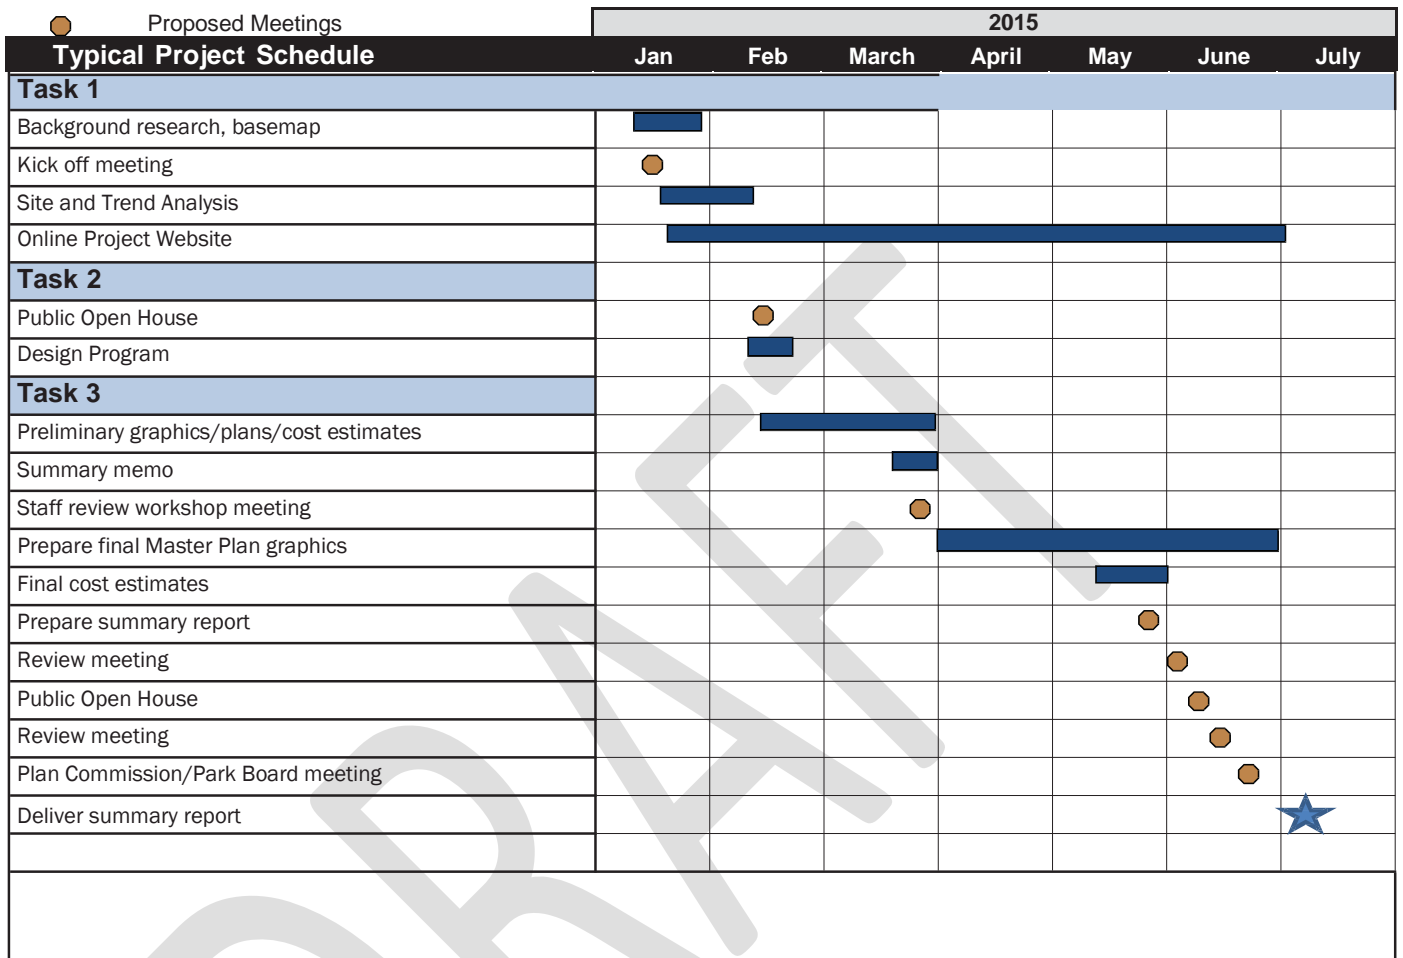 Proposed Meetings
2015
Typical Project Schedule Jan Feb March April May June July
Task 1
Background research, basemap
Kick off meeting
Site and Trend Analysis
Online Project Website
Task 2
Public Open House
Design Program
Task 3
Preliminary graphics/plans/cost estimates
Summary memo
Staff review workshop meeting
Prepare final Master Plan graphics
Final cost estimates
Prepare summary report
Review meeting
Public Open House
Review meeting
Plan Commission/Park Board meeting
Deliver summary report
DRAFT